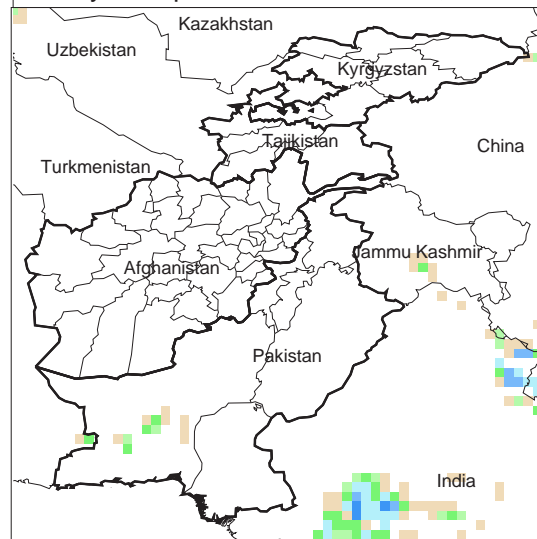 Kazakhstan
Uzbekistan
Kyrgyzstan
Tajikistan
China
Turkmenistan
Jammu Kashmir
Afghanistan
Pakistan
India